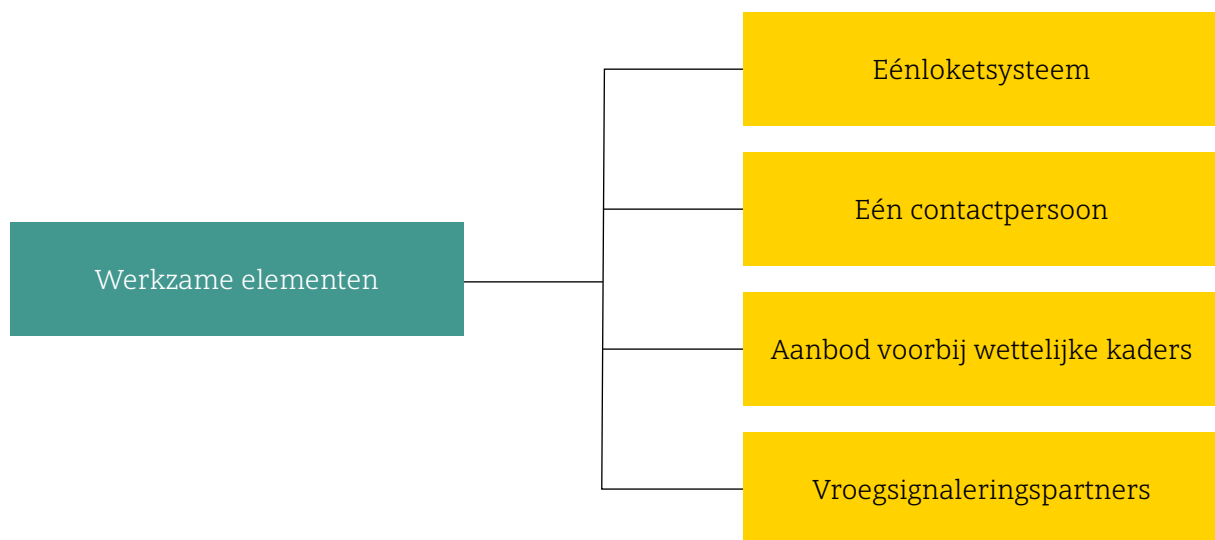 Werkzame elementen
Eénloketsysteem
Eén contactpersoon
Aanbod voorbij wettelijke kaders
Vroegsignaleringspartners